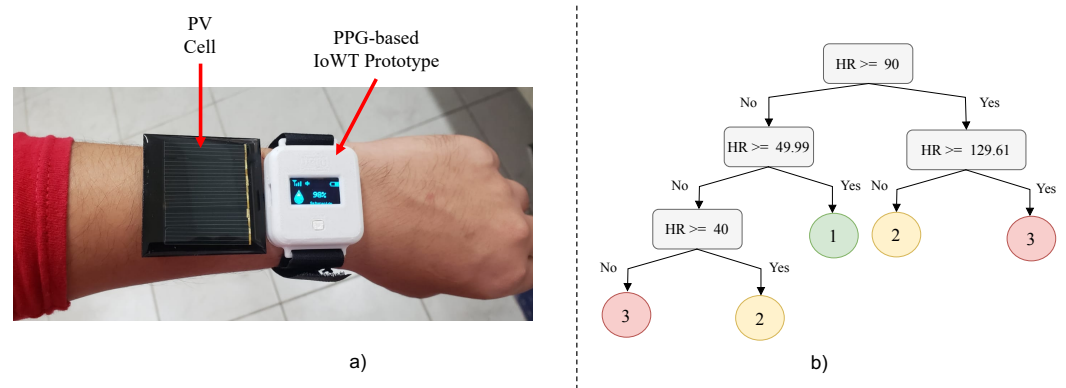 PV
Cell
PPG-based
IoWT Prototype
98%
a)
HR >= 90
No
Yes
HR >= 49.99
HR >= 129.61
No
Yes
No
Yes
HR >= 40
1
2
3
No
Yes
3
2
b)